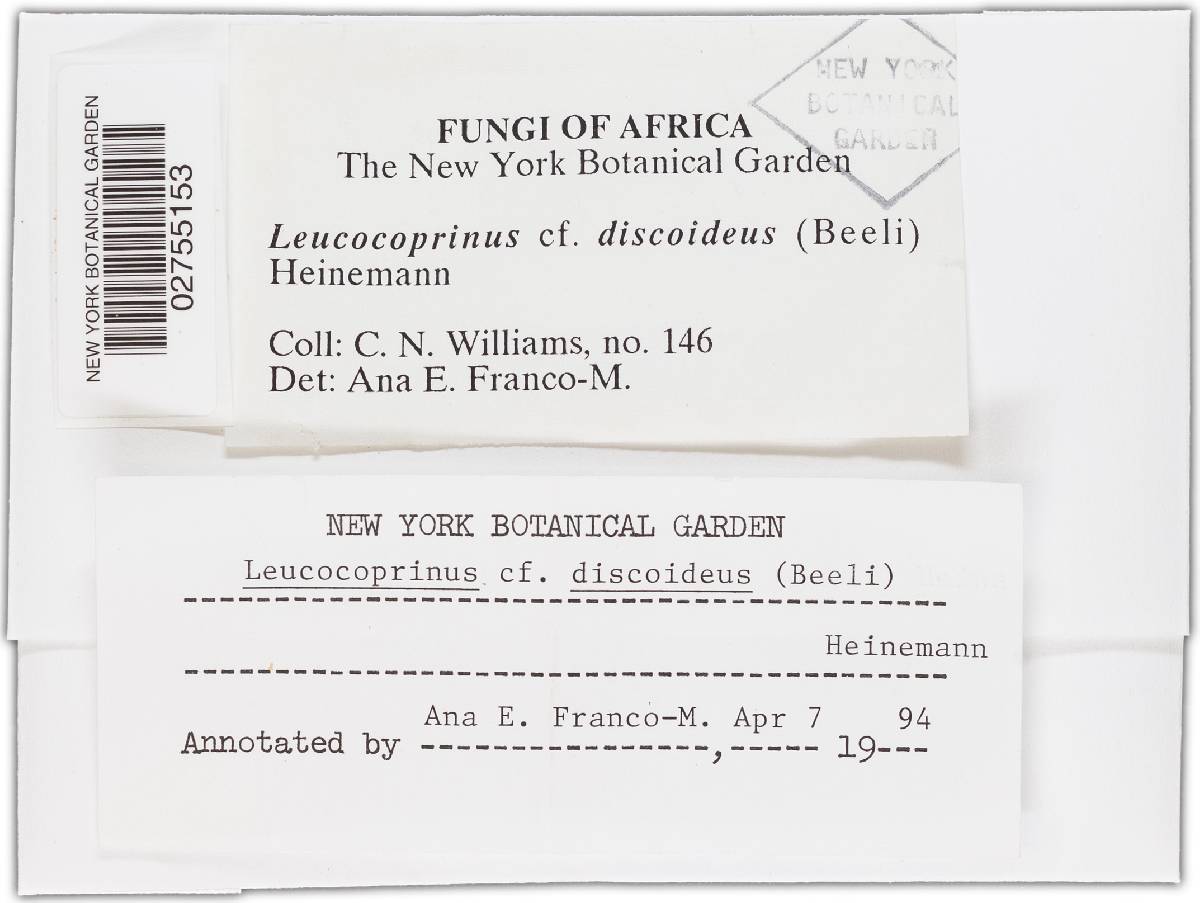 NEW YORK BOTANICAL GARDEN
02755153
NEW YORK
BOTANICAL
GARDEN
FUNGI OF AFRICA
The New York Botanical Garden
Leucocoprinus cf. discoideus (Beeli)
Heinemann
Coll: C. N. Williams, no. 146
Det: Ana E. Franco-M.
NEW YORK BOTANICAL GARDEN
Leucocoprinus cf. discoideus (Beeli)
Heinemann
Ana E. Franco-M. Apr 7 94
Annotated by ----------------,----- 19---